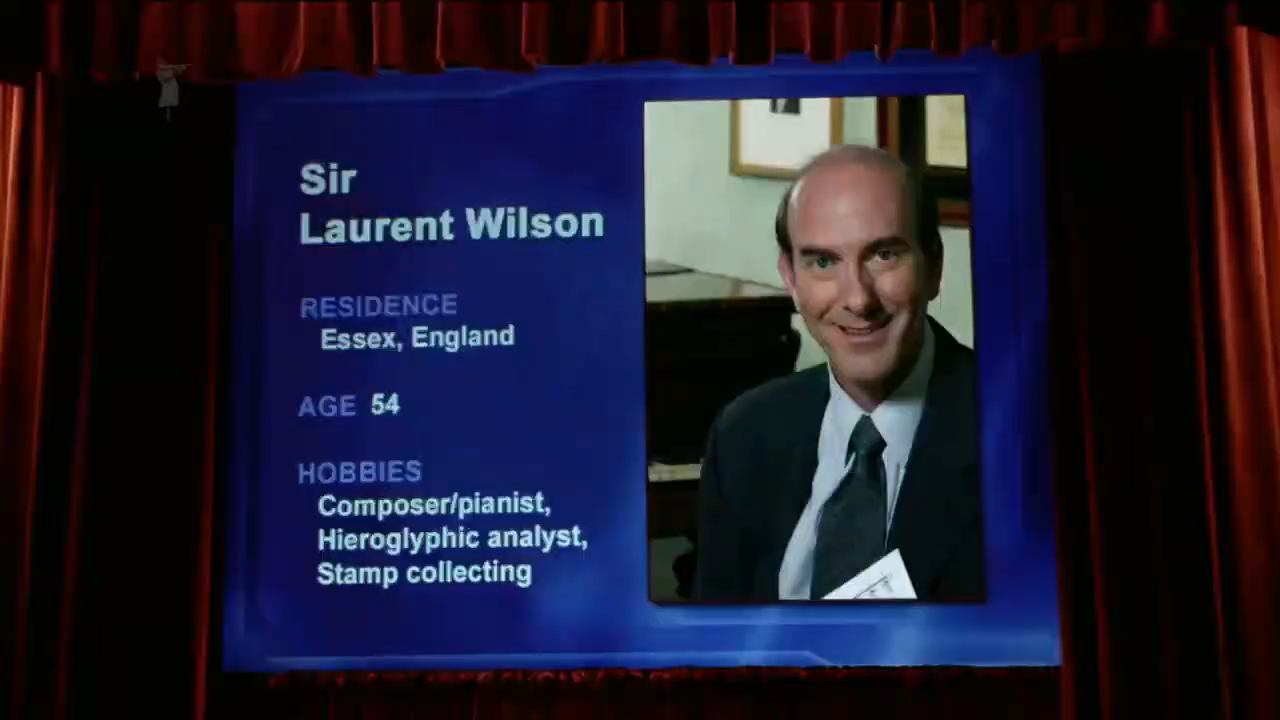 Sir
Laurent Wilson
RESIDENCE
Essex, England
AGE 54
HOBBIES
Composer/pianist,
Hieroglyphic analyst,
Stamp collecting